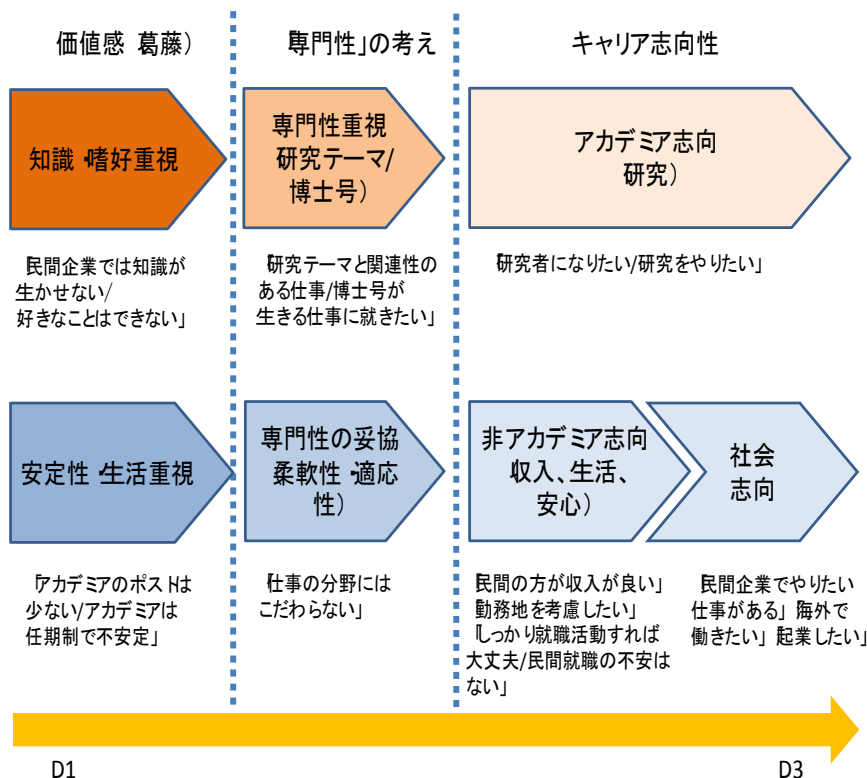 価値感 葛藤)
「専門性」の考え
キャリア志向性
知識・嗜好重視
専門性重視
研究テーマ/
博士号)
アカデミア志向
研究)
「民間企業では知識が
生かせない/
好きなことはできない」
「研究テーマと関連性の
ある仕事/博士号が
生きる仕事に就きたい」
「研究者になりたい/研究をやりたい」
安定性・生活重視
専門性の妥協
柔軟性・適応
性)
非アカデミア志向
収入、生活、
安心)
社会
志向
「アカデミアのポストは
少ない/アカデミアは
任期制で不安定」
「仕事の分野には
こだわらない」
「民間の方が収入が良い」
「勤務地を考慮したい」
「しっかり就職活動すれば
大丈夫/民間就職の不安は
ない」
「民間企業でやりたい
仕事がある」「海外で
働きたい」「起業したい」
D1
D3